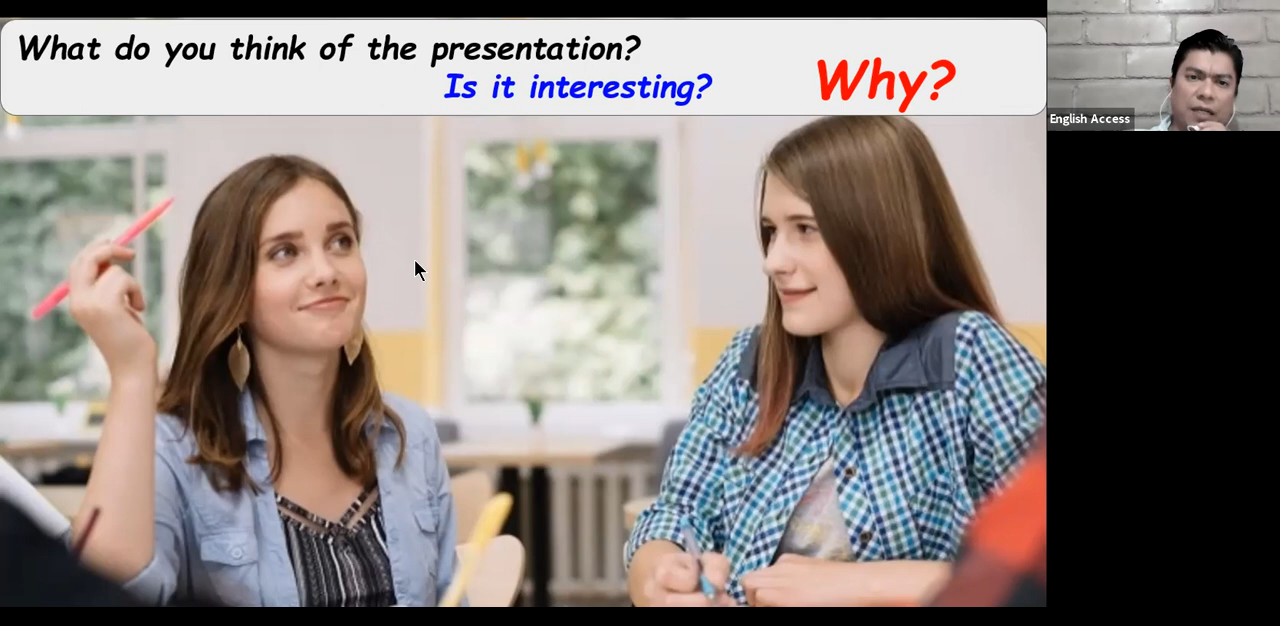 What do you think of the presentation?
Is it interesting?
Why?
English Access